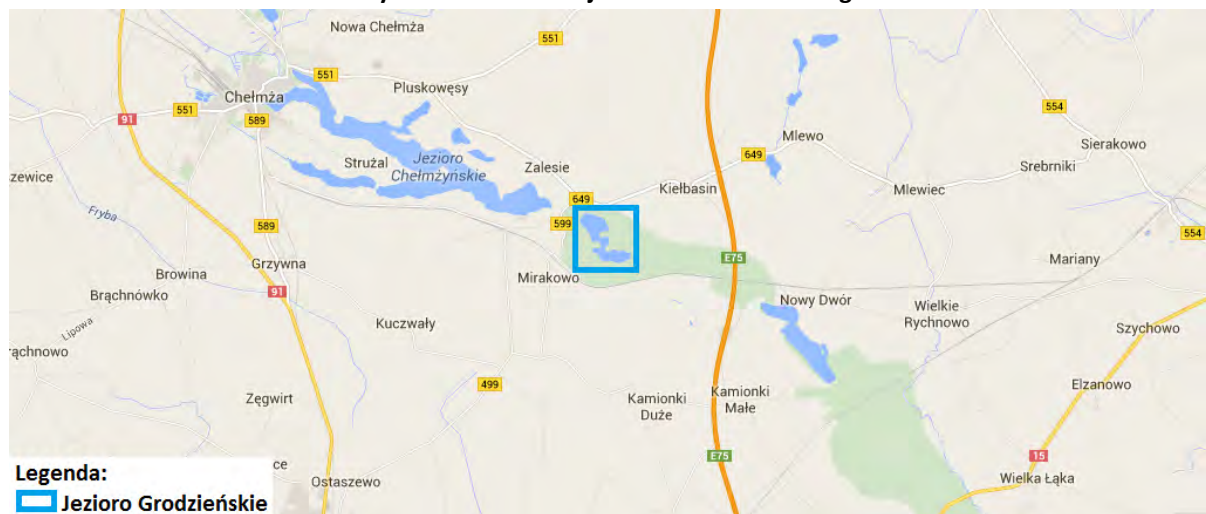 Nowa Chełmża
551
551
Pluskowęsy
Chełmża
551
589
91
554
Mlewo
Sierakowo
Strużal
Jezioro
Chełmżyńskie
Zalesie
649
Srebrniki
zewice
Kiełbasin
Mlewiec
649
Fryba
599
589
554
Grzywna
E75
Mariany
Browina
Mirakowo
91
Brąchnówko
Nowy Dwór
Wielkie
Rychnowo
Lipowa
Kuczwały
Szychowo
rąchnowo
499
Elzanowo
Zęgwirt
Kamionki
Duże
Kamionki
Małe
E75
15
Legenda:
ce
Ostaszewo
Wielka Łąka
Jezioro Grodzieńskie